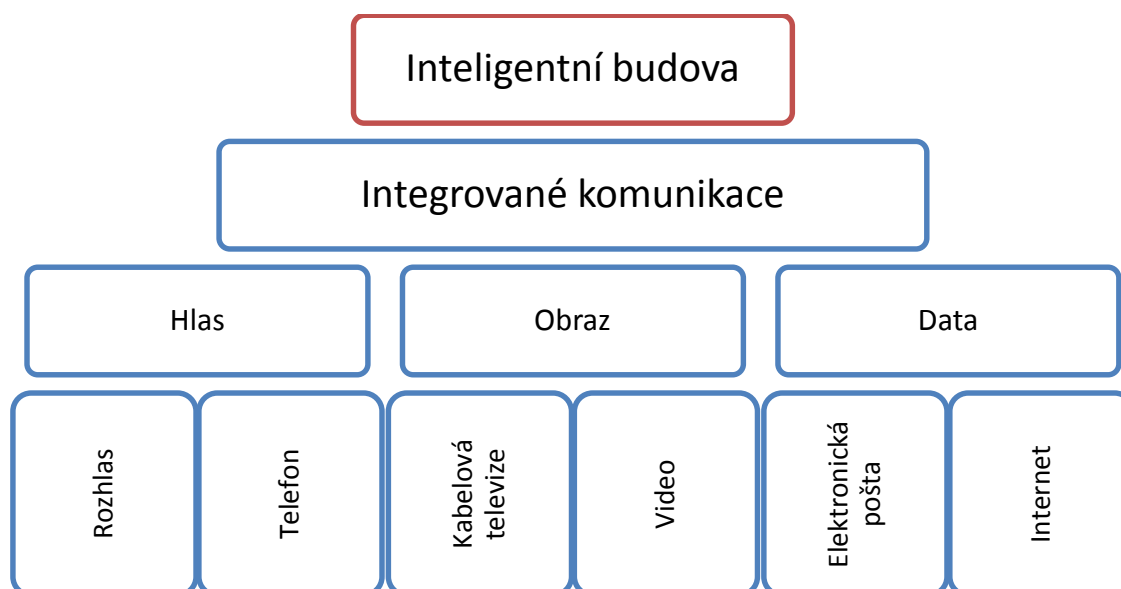 Inteligentní budova
Integrované komunikace
Hlas
Obraz
Data
Rozhlas
Telefon
Kabelová
televize
Video
Elektronická
pošta
Internet